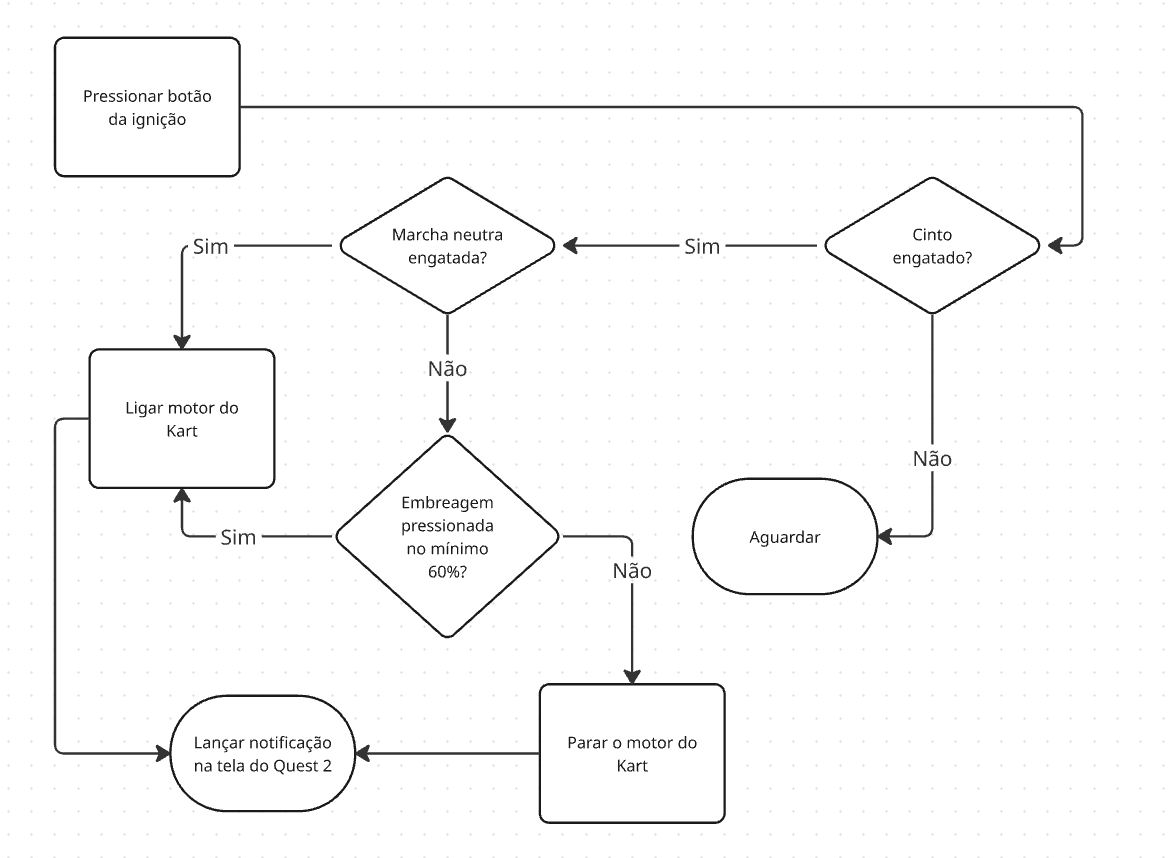 Pressionar botão
da ignição
Marcha neutra
engatada?
Cinto
engatado?
Sim
Sim
Não
Ligar motor do
Kart
Não
Embreagem
pressionada
no mínimo
60%?
Sim
Não
Aguardar
Lançar notificação
na tela do Quest 2
Parar o motor do
Kart